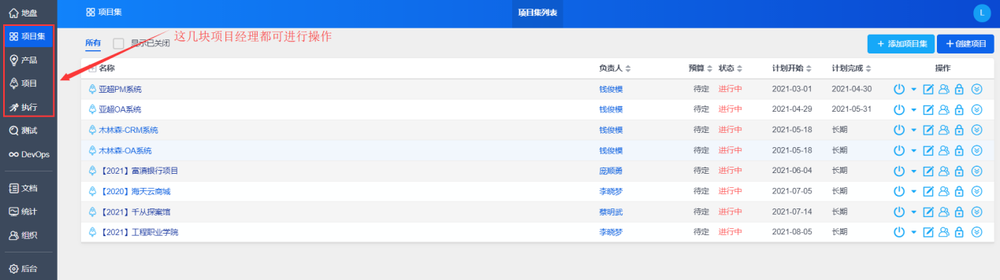 地盘
项目集
产品
项目
执行
测试
DevOps
文档
统计
组织
后台
项目集
项目集列表
L
所有 显示已关闭
这几块项目经理都可进行操作
+ 添加项目集 +创建项目
名称 负责人 预算 状态 计划开始 计划完成 操作
亚超PM系统 钱俊模 待定 进行中 2021-03-01 2021-04-30
亚超OA系统 钱俊模 待定 进行中 2021-04-29 2021-05-31
木林森-CRM系统 钱俊模 待定 进行中 2021-05-18 长期
木林森-OA系统 钱俊模 待定 进行中 2021-05-18 长期
【2021】富滇银行项目 庞顺勇 待定 进行中 2021-06-04 长期
【2020】海天云商城 李晓梦 待定 进行中 2021-07-05 长期
【2021】千从探案馆 蔡明武 待定 进行中 2021-07-14 长期
【2021】工程职业学院 李晓梦 待定 进行中 2021-08-05 长期